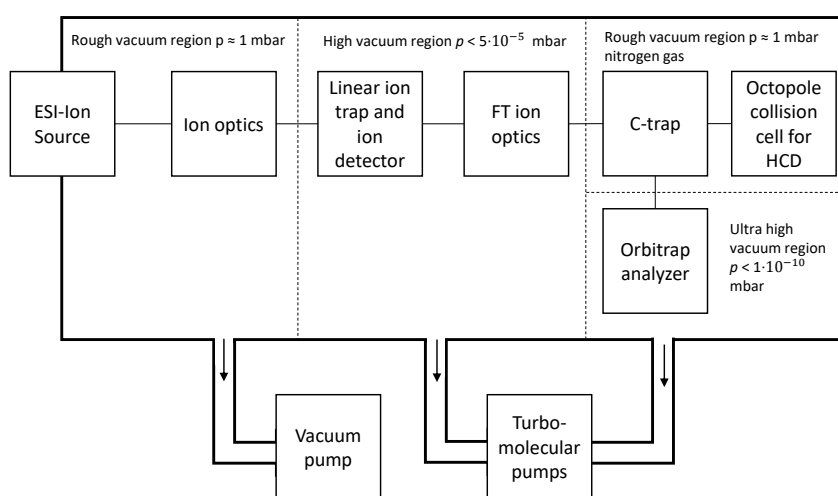 Rough vacuum region p ≈ 1 mbar
High vacuum region p < 5·10⁻⁵ mbar
Rough vacuum region p ≈ 1 mbar
nitrogen gas
ESI-Ion
Source
Ion optics
Linear ion
trap and
ion
detector
FT ion
optics
C-trap
Octopole
collision
cell for
HCD
Orbitrap
analyzer
Ultra high
vacuum region
p < 1·10⁻¹⁰
mbar
Vacuum
pump
Turbo-
molecular
pumps